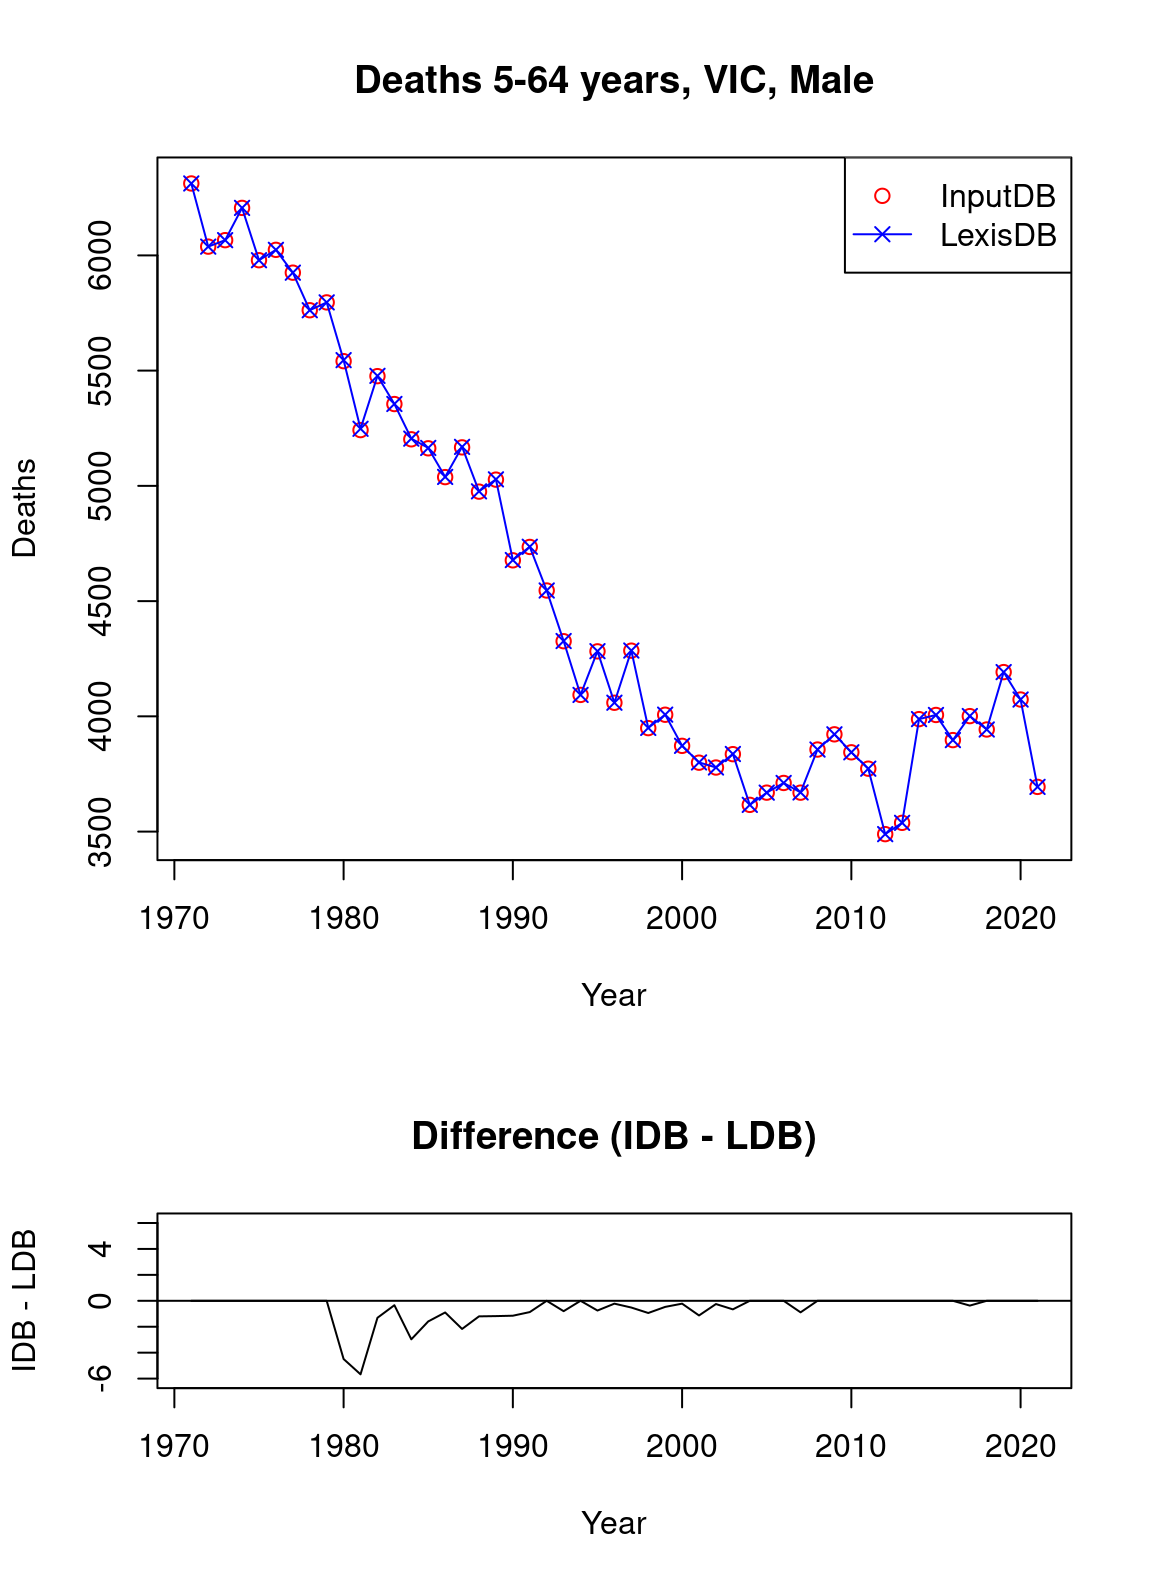 Deaths 5-64 years, VIC, Male
InputDB
LexisDB
Deaths
6000
5500
5000
4500
4000
3500
1970 1980 1990 2000 2010 2020
Year
Difference (IDB - LDB)
IDB - LDB
4
0
-6
1970 1980 1990 2000 2010 2020
Year